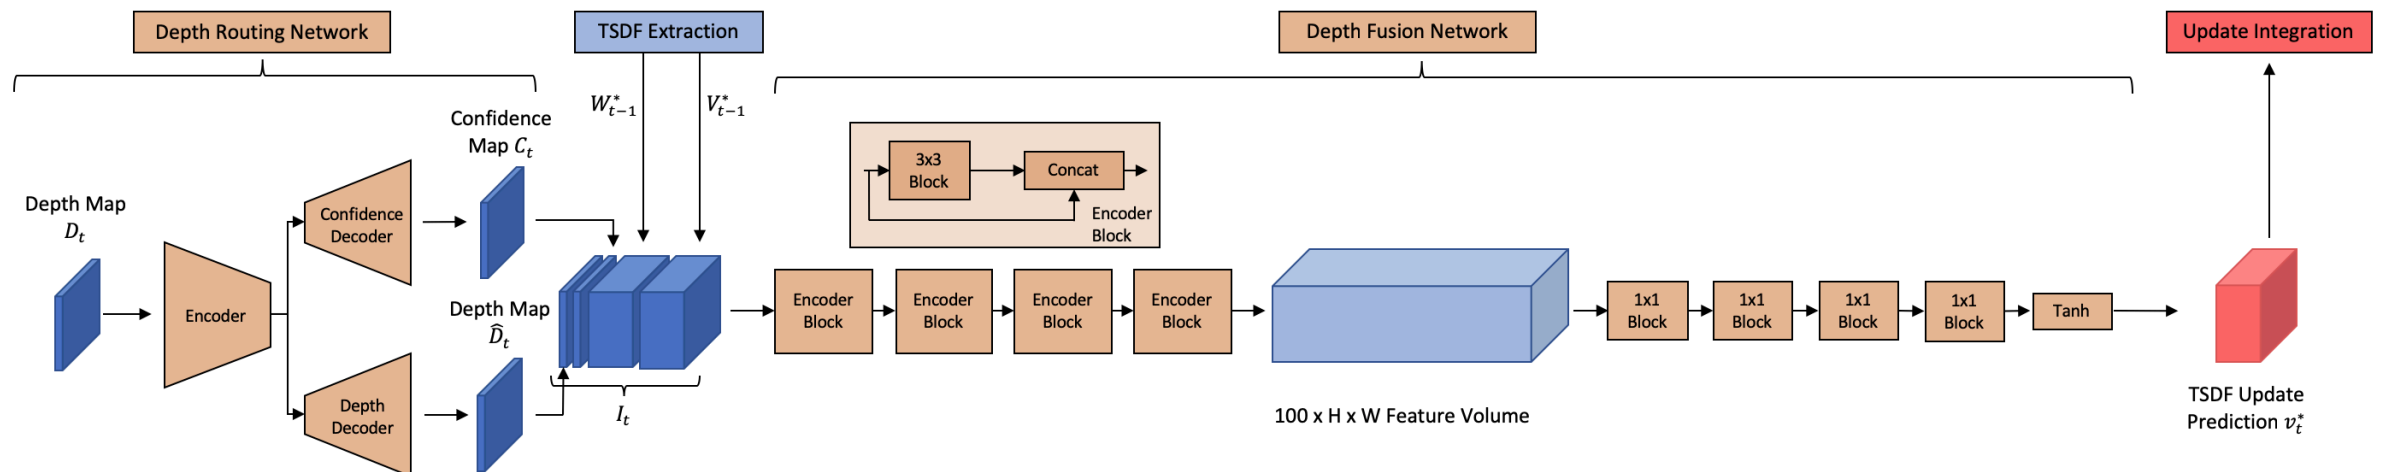 Depth Routing Network
TSDF Extraction
Depth Fusion Network
Update Integration
W*ₜ₋₁
V*ₜ₋₁
Confidence
Map Cₜ
Depth Map
Dₜ
Encoder
Confidence
Decoder
Depth
Decoder
Depth Map
D̂ₜ
Iₜ
3x3
Block
Concat
Encoder
Block
Encoder
Block
Encoder
Block
Encoder
Block
Encoder
Block
100 x H x W Feature Volume
1x1
Block
1x1
Block
1x1
Block
1x1
Block
Tanh
TSDF Update
Prediction v*ₜ